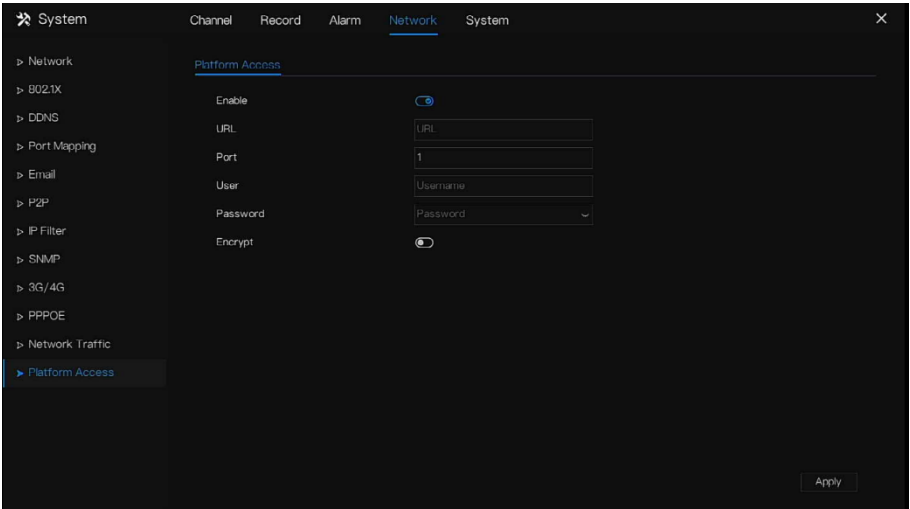 System
Channel Record Alarm Network System
Network
802.1X
DDNS
Port Mapping
Email
P2P
IP Filter
SNMP
3G/4G
PPPOE
Network Traffic
Platform Access
Platform Access
Enable
URL URL
Port 1
User Username
Password Password
Encrypt
Apply